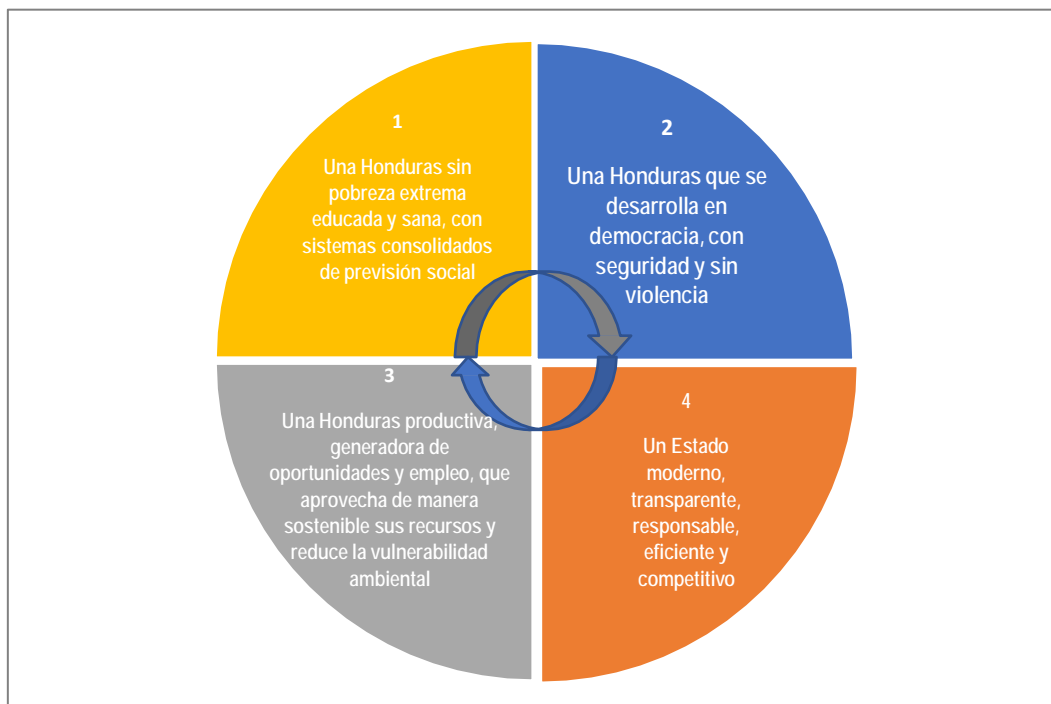 1
Una Honduras sin
pobreza extrema
educada y sana, con
sistemas consolidados
de previsión social
2
Una Honduras que se
desarrolla en
democracia, con
seguridad y sin
violencia
3
Una Honduras productiva,
generadora de
oportunidades y empleo, que
aprovecha de manera
sostenible sus recursos y
reduce la vulnerabilidad
ambiental
4
Un Estado
moderno,
transparente,
responsable,
eficiente y
competitivo